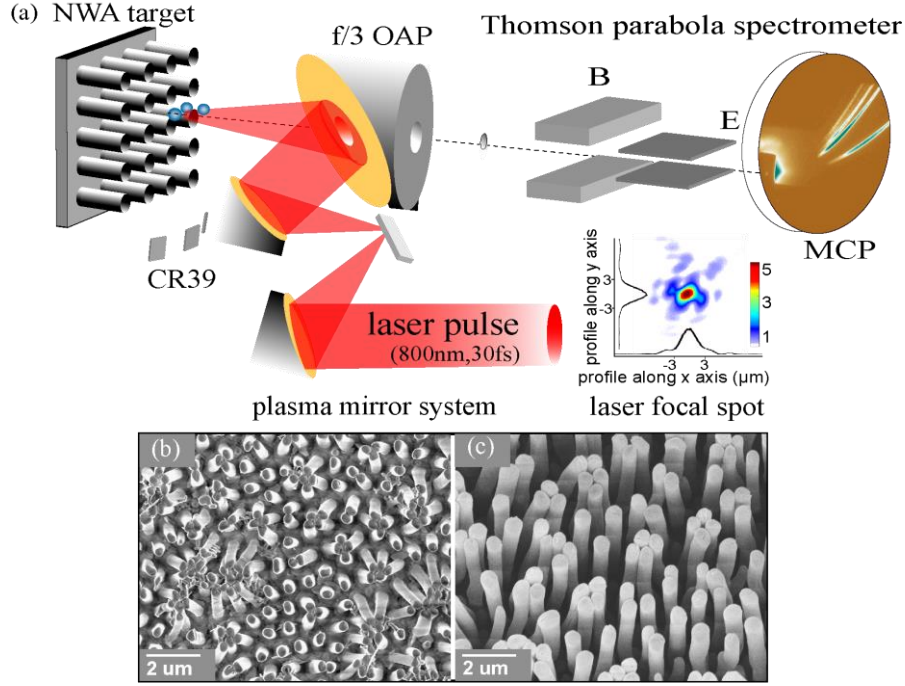 (a) NWA target
f/3 OAP
Thomson parabola spectrometer
B
E
MCP
CR39
laser pulse
(800nm,30fs)
plasma mirror system
profile along y axis
3
-3
5
3
1
-3 3
profile along x axis (μm)
laser focal spot
(b)
2 um
(c)
2 um